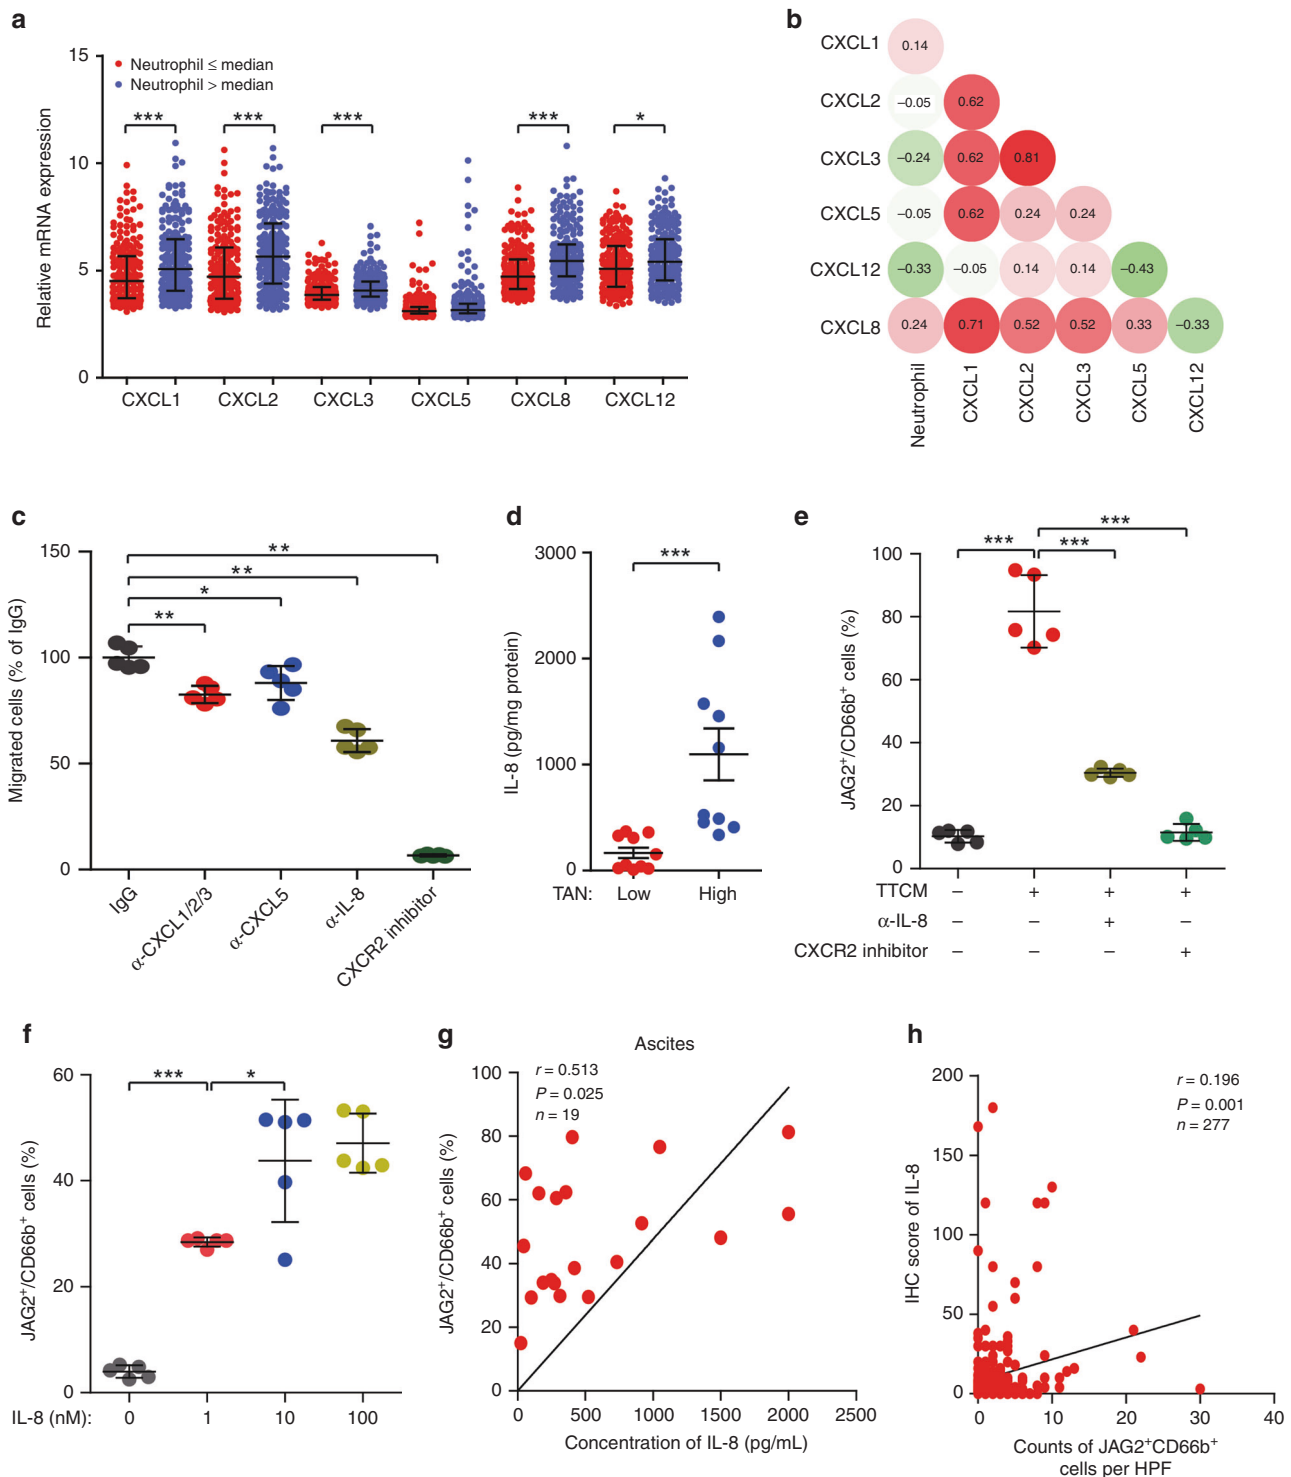 a
15
10
5
0
Relative mRNA expression
Neutrophil ≤ median
Neutrophil > median
*** *** *** *** *
CXCL1 CXCL2 CXCL3 CXCL5 CXCL8 CXCL12
b
CXCL1 0.14
CXCL2 −0.05 0.62
CXCL3 −0.24 0.62 0.81
CXCL5 −0.05 0.62 0.24 0.24
CXCL12 −0.33 −0.05 0.14 0.14 −0.43
CXCL8 0.24 0.71 0.52 0.52 0.33 −0.33
Neutrophil CXCL1 CXCL2 CXCL3 CXCL5 CXCL12
c
Migrated cells (% of IgG)
150
100
50
0
**
**
*
**
IgG α-CXCL1/2/3 α-CXCL5 α-IL-8 CXCR2 inhibitor
d
IL-8 (pg/mg protein)
3000
2000
1000
0
***
TAN: Low High
e
JAG2⁺/CD66b⁺ cells (%)
100
80
60
40
20
0
***
*** ***
TTCM − + + +
α-IL-8 − − + −
CXCR2 inhibitor − − − +
f
JAG2⁺/CD66b⁺ cells (%)
60
40
20
0
*** *
IL-8 (nM): 0 1 10 100
g
Ascites
r = 0.513
P = 0.025
n = 19
JAG2⁺/CD66b⁺ cells (%)
100
80
60
40
20
0
0 500 1000 1500 2000 2500
Concentration of IL-8 (pg/mL)
h
r = 0.196
P = 0.001
n = 277
IHC score of IL-8
200
150
100
50
0
0 10 20 30 40
Counts of JAG2⁺CD66b⁺
cells per HPF